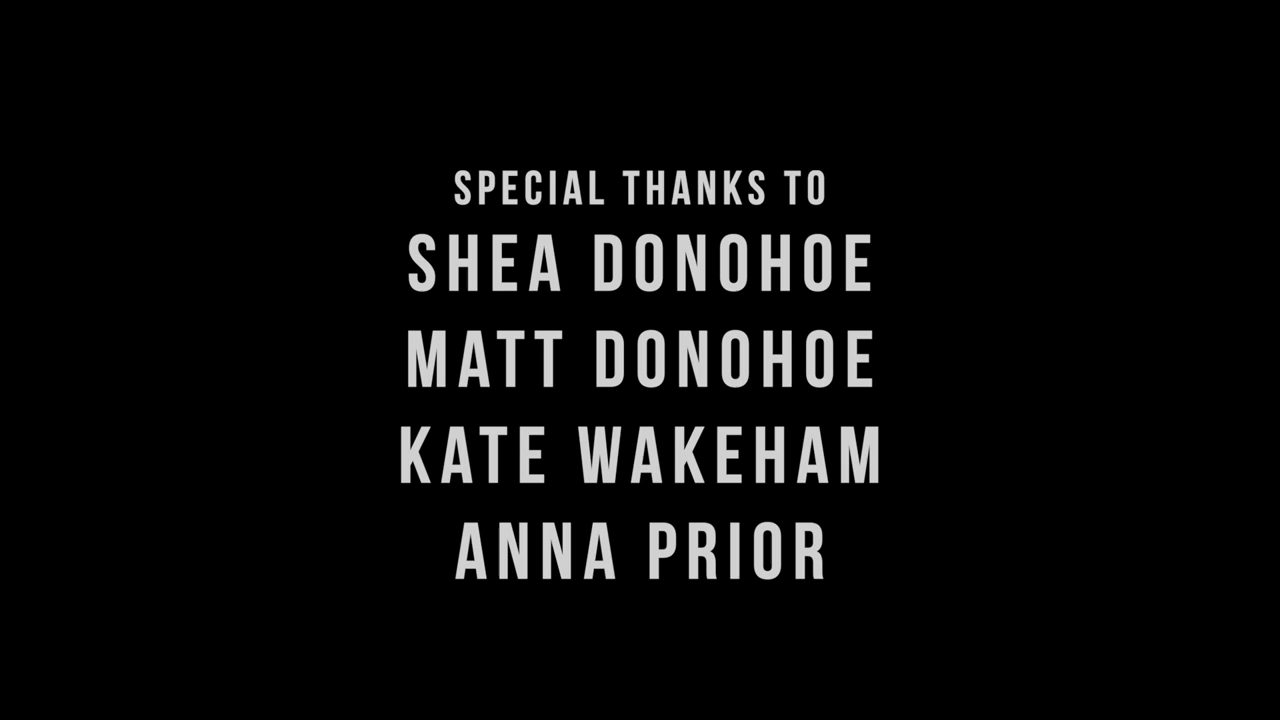 SPECIAL THANKS TO
SHEA DONOHOE
MATT DONOHOE
KATE WAKEHAM
ANNA PRIOR